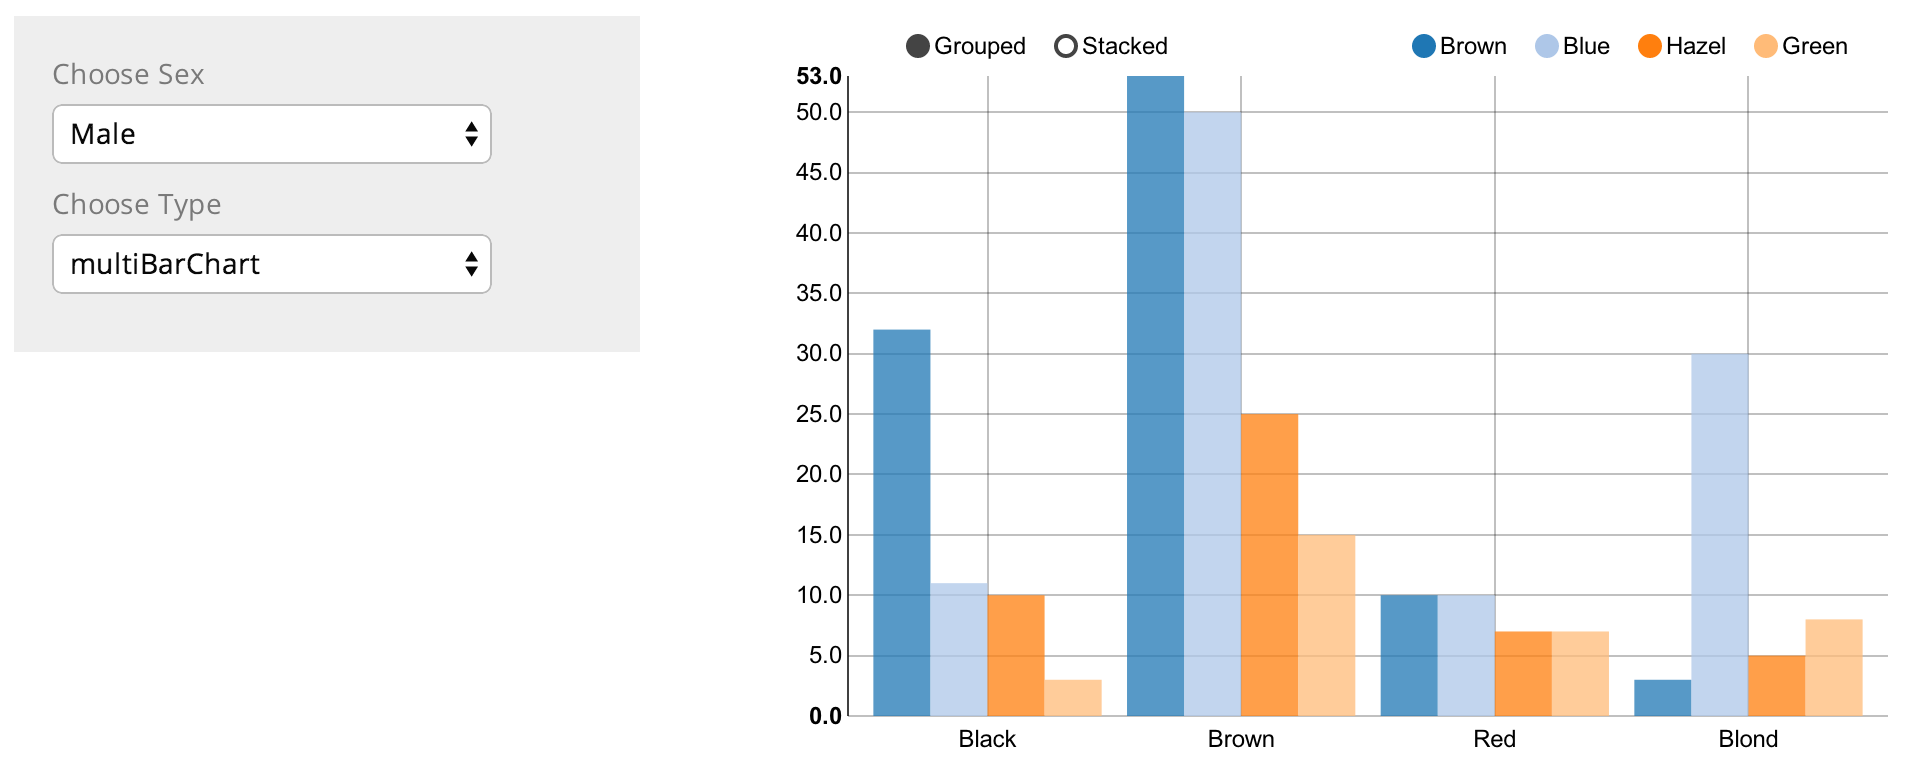 Choose Sex
Male
Choose Type
multiBarChart
Grouped Stacked Brown Blue Hazel Green
53.0
50.0
45.0
40.0
35.0
30.0
25.0
20.0
15.0
10.0
5.0
0.0
Black Brown Red Blond